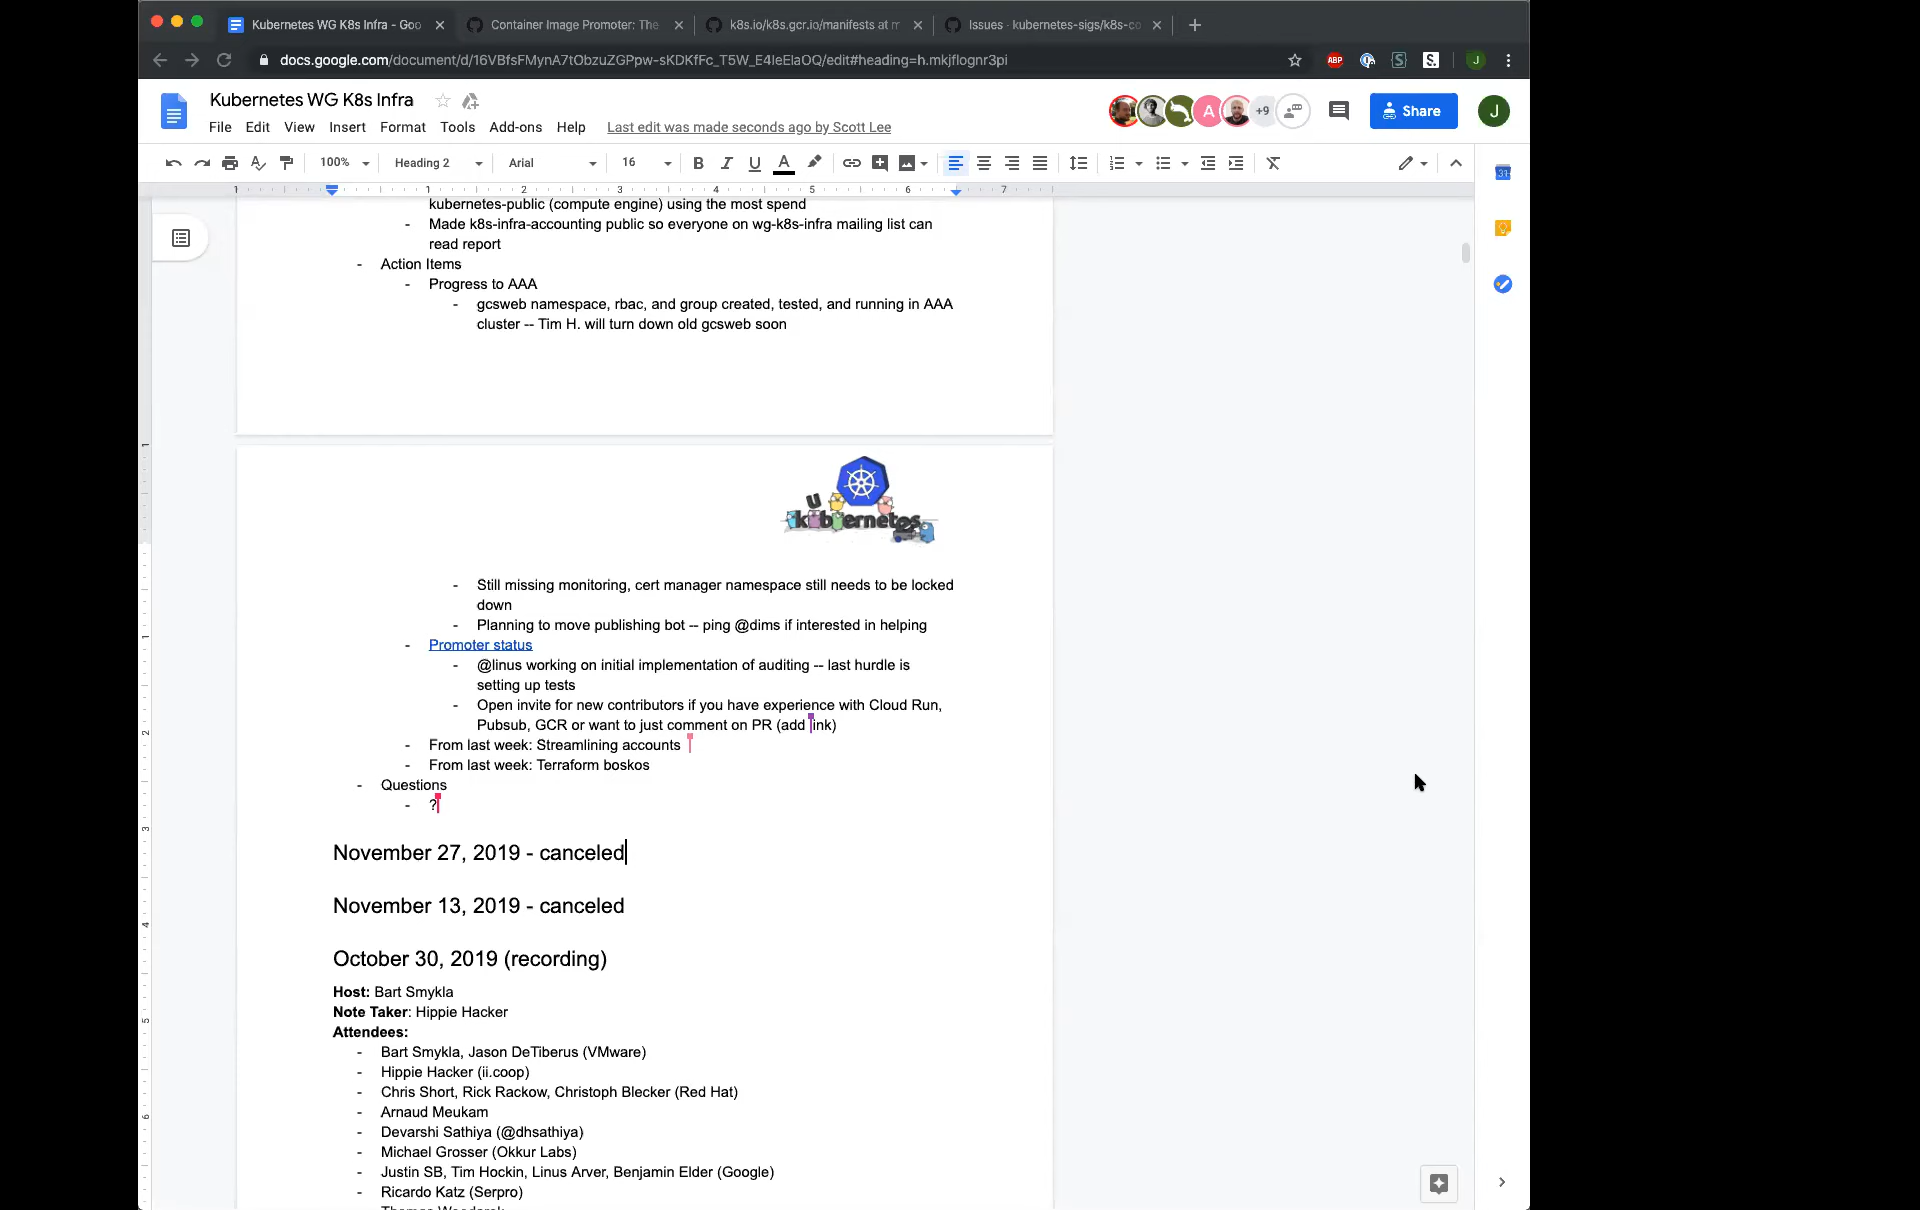 Kubernetes WG K8s Infra - Goo
Container Image Promoter: The
k8s.io/k8s.gcr.io/manifests at m
Issues · kubernetes-sigs/k8s-co
docs.google.com/document/d/16VBfsFMynA7tObzuZGPpw-sKDKfFc_T5W_E4IeElaOQ/edit#heading=h.mkjflognr3pi
ABP
J
Kubernetes WG K8s Infra
File Edit View Insert Format Tools Add-ons Help Last edit was made seconds ago by Scott Lee
A +9 Share J
100% Heading 2 Arial 16 B I U A
31
1 1 2 3 4 5 6 7
kubernetes-public (compute engine) using the most spend
- Made k8s-infra-accounting public so everyone on wg-k8s-infra mailing list can
read report
- Action Items
- Progress to AAA
- gcsweb namespace, rbac, and group created, tested, and running in AAA
cluster -- Tim H. will turn down old gcsweb soon
kubernetes
- Still missing monitoring, cert manager namespace still needs to be locked
down
- Planning to move publishing bot -- ping @dims if interested in helping
- Promoter status
- @linus working on initial implementation of auditing -- last hurdle is
setting up tests
- Open invite for new contributors if you have experience with Cloud Run,
Pubsub, GCR or want to just comment on PR (add link)
- From last week: Streamlining accounts
- From last week: Terraform boskos
- Questions
- ?
November 27, 2019 - canceled
November 13, 2019 - canceled
October 30, 2019 (recording)
Host: Bart Smykla
Note Taker: Hippie Hacker
Attendees:
- Bart Smykla, Jason DeTiberus (VMware)
- Hippie Hacker (ii.coop)
- Chris Short, Rick Rackow, Christoph Blecker (Red Hat)
- Arnaud Meukam
- Devarshi Sathiya (@dhsathiya)
- Michael Grosser (Okkur Labs)
- Justin SB, Tim Hockin, Linus Arver, Benjamin Elder (Google)
- Ricardo Katz (Serpro)